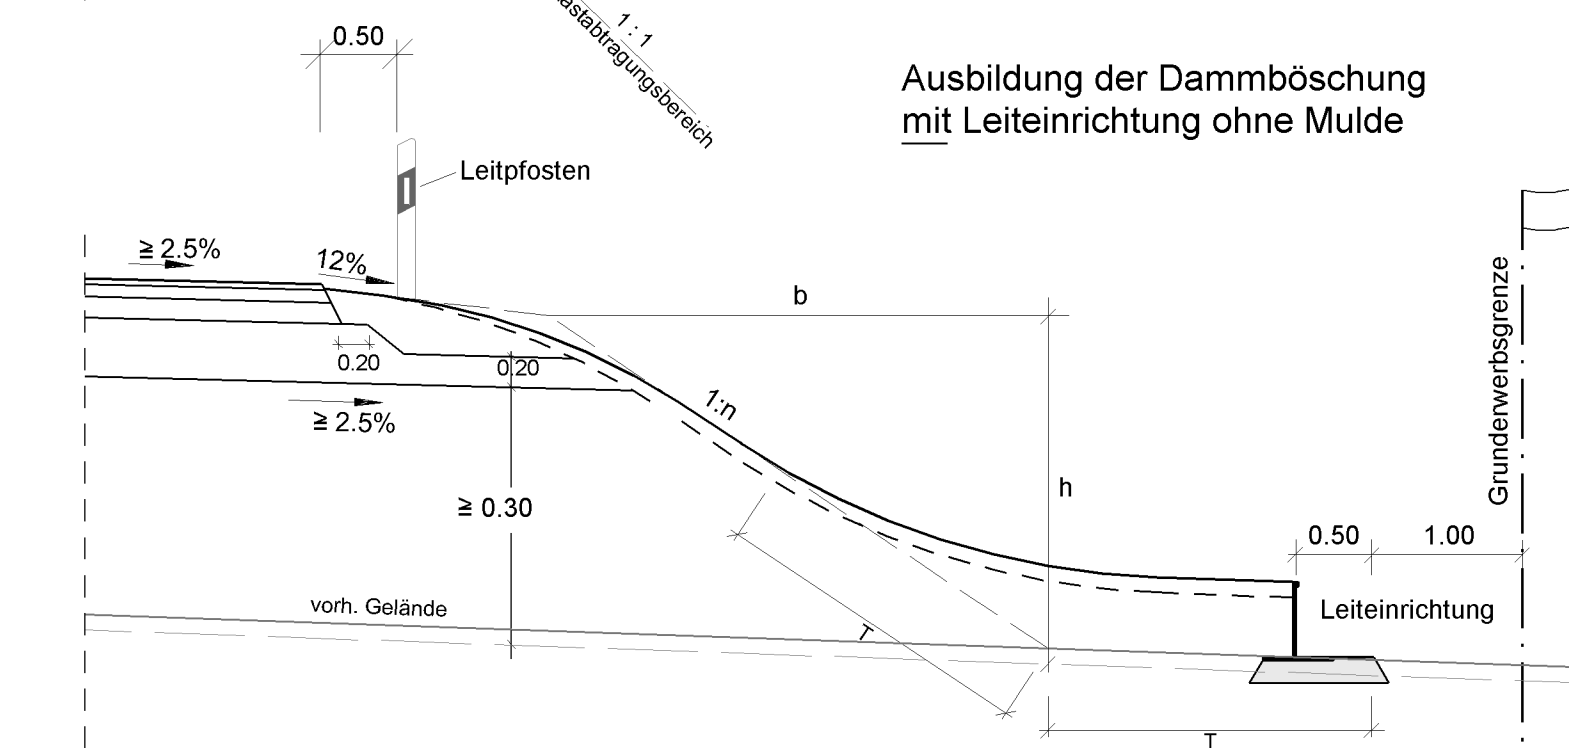 0.50
1 : 1
Ausbildung der Dammböschung
mit Leiteinrichtung ohne Mulde
Leitpfosten
≧ 2.5%
12%
b
0.20
0.20
1:n
≧ 2.5%
Grunderwerbsgrenze
h
≧ 0.30
0.50
1.00
vorh. Gelände
Leiteinrichtung
T
T